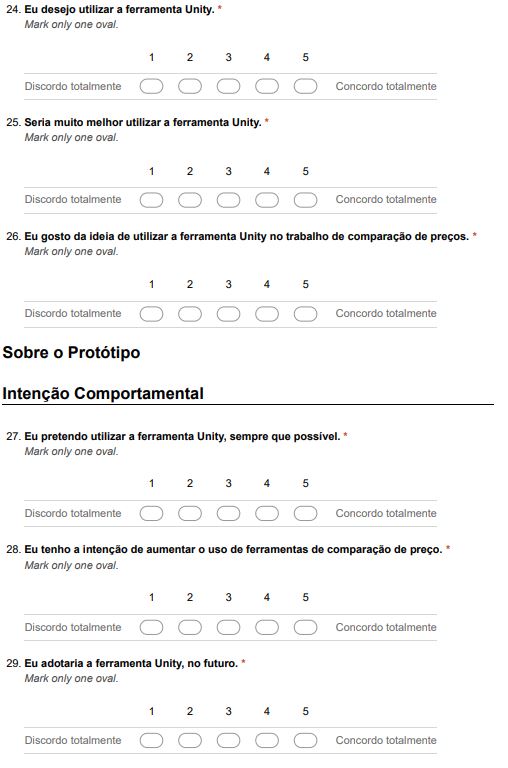 24. Eu desejo utilizar a ferramenta Unity. *
Mark only one oval.
1 2 3 4 5
Discordo totalmente Concordo totalmente
25. Seria muito melhor utilizar a ferramenta Unity. *
Mark only one oval.
1 2 3 4 5
Discordo totalmente Concordo totalmente
26. Eu gosto da ideia de utilizar a ferramenta Unity no trabalho de comparação de preços. *
Mark only one oval.
1 2 3 4 5
Discordo totalmente Concordo totalmente
Sobre o Protótipo
Intenção Comportamental
27. Eu pretendo utilizar a ferramenta Unity, sempre que possível. *
Mark only one oval.
1 2 3 4 5
Discordo totalmente Concordo totalmente
28. Eu tenho a intenção de aumentar o uso de ferramentas de comparação de preço. *
Mark only one oval.
1 2 3 4 5
Discordo totalmente Concordo totalmente
29. Eu adotaria a ferramenta Unity, no futuro. *
Mark only one oval.
1 2 3 4 5
Discordo totalmente Concordo totalmente